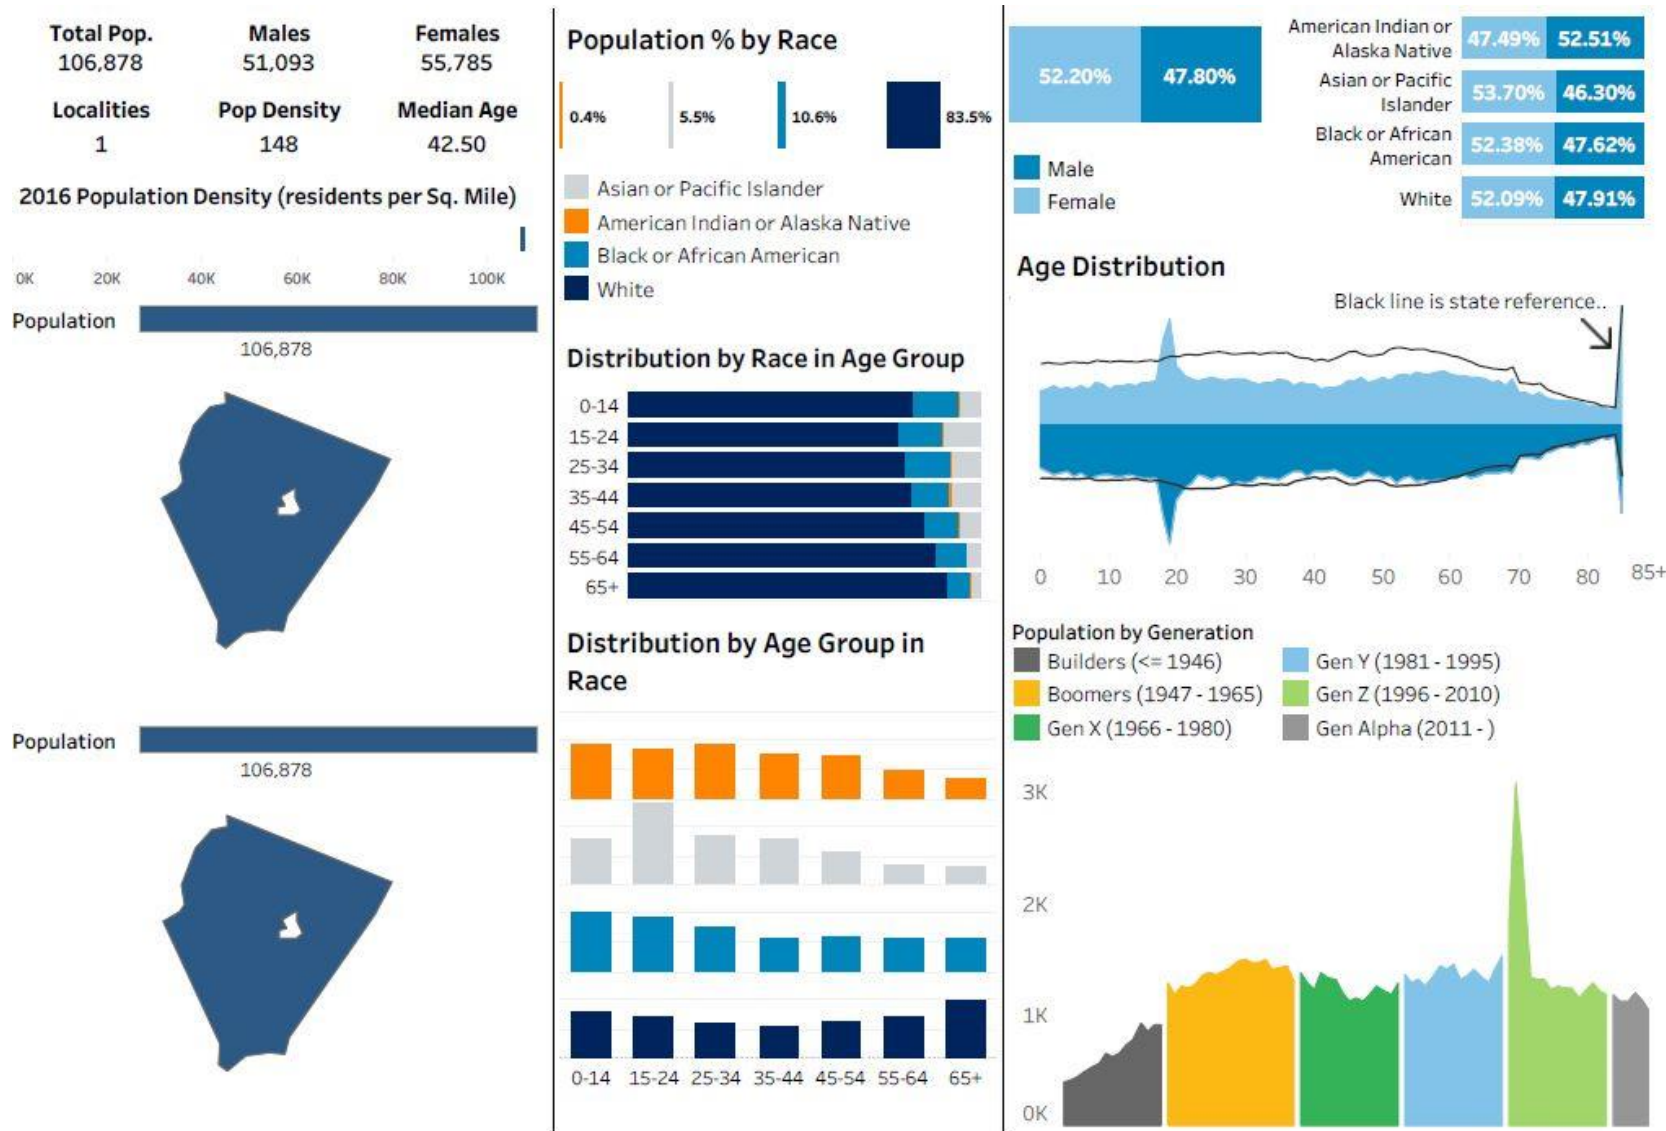 Total Pop. Males Females
106,878 51,093 55,785
Localities Pop Density Median Age
1 148 42.50
2016 Population Density (residents per Sq. Mile)
0K 20K 40K 60K 80K 100K
Population
106,878
Population
106,878
Population % by Race
0.4% 5.5% 10.6% 83.5%
Asian or Pacific Islander
American Indian or Alaska Native
Black or African American
White
Distribution by Race in Age Group
0-14
15-24
25-34
35-44
45-54
55-64
65+
Distribution by Age Group in
Race
0-14 15-24 25-34 35-44 45-54 55-64 65+
52.20% 47.80%
Male
Female
American Indian or
Alaska Native
47.49% 52.51%
Asian or Pacific
Islander
53.70% 46.30%
Black or African
American
52.38% 47.62%
White 52.09% 47.91%
Age Distribution
Black line is state reference..
0 10 20 30 40 50 60 70 80 85+
Population by Generation
Builders (<= 1946) Gen Y (1981 - 1995)
Boomers (1947 - 1965) Gen Z (1996 - 2010)
Gen X (1966 - 1980) Gen Alpha (2011 - )
3K
2K
1K
0K